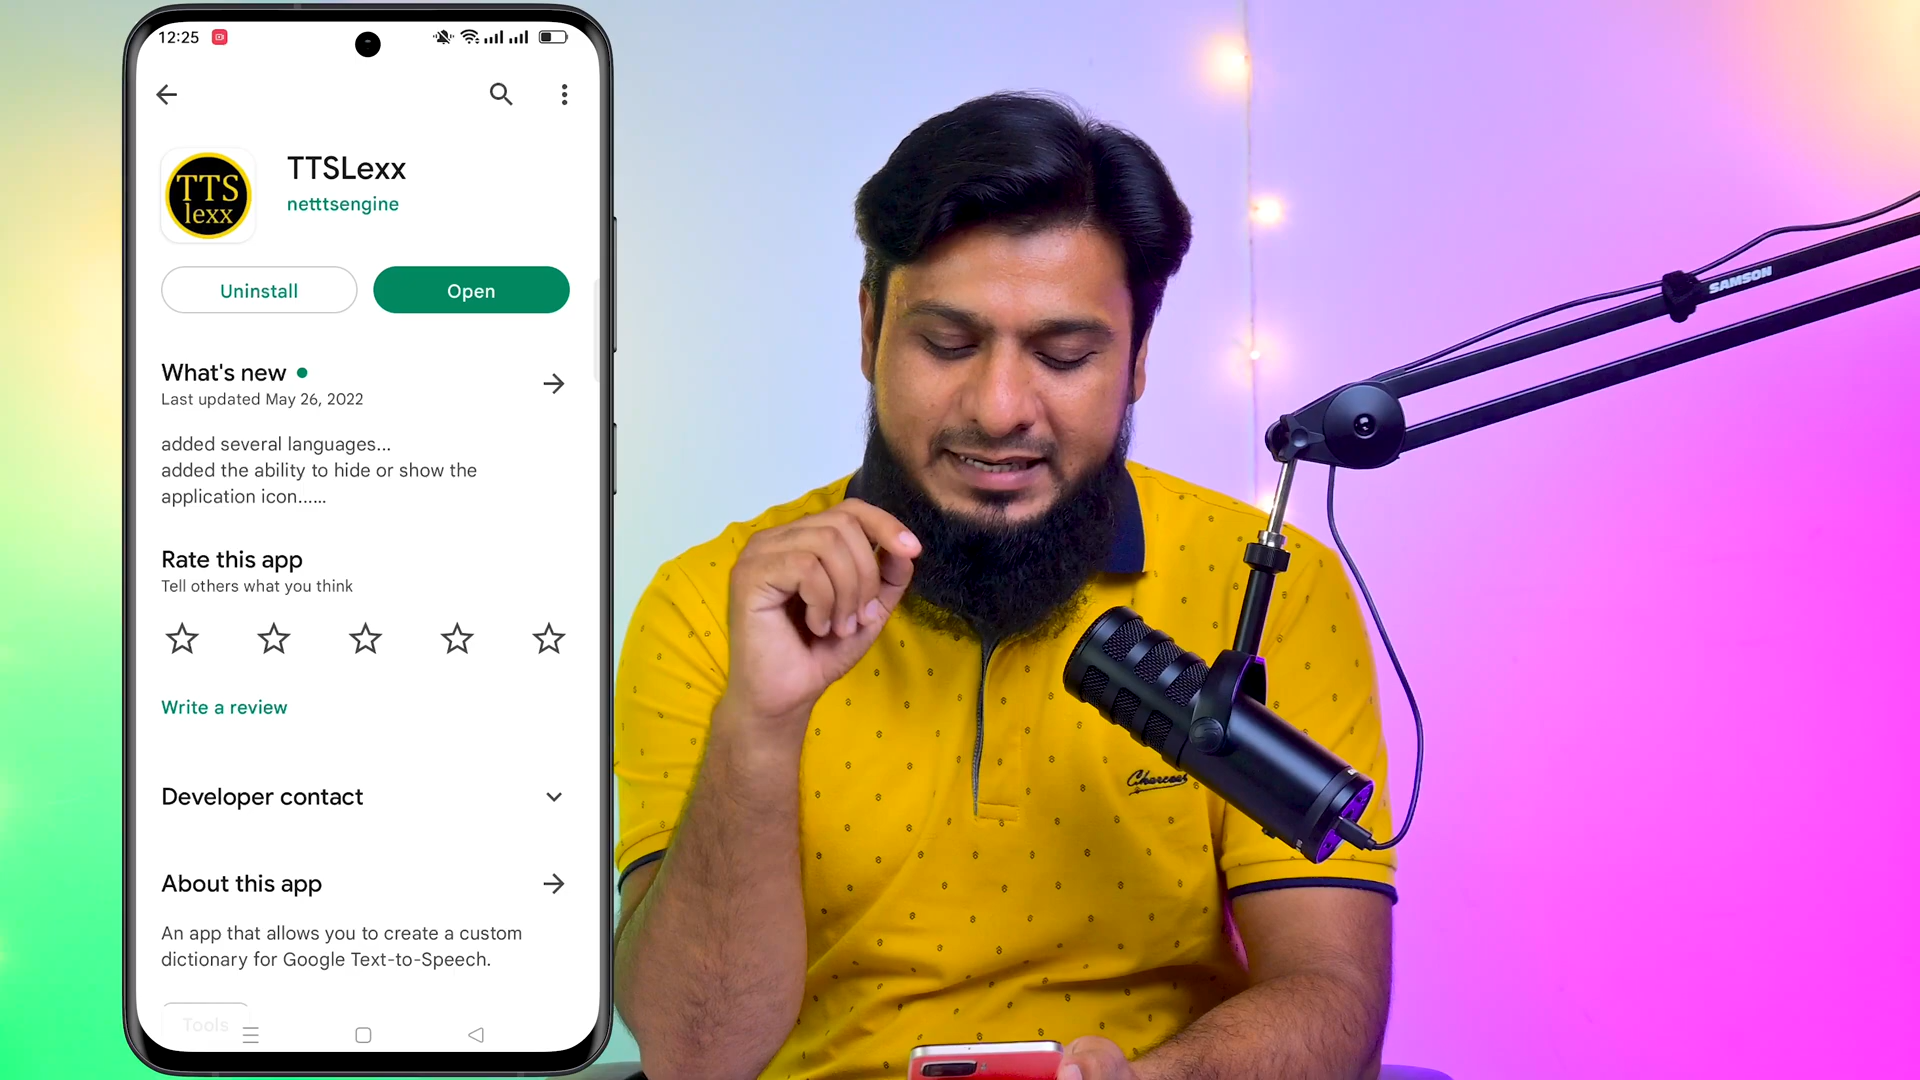 12:25
TTS
lexx
TTSLexx
netttsengine
Uninstall
Open
What's new
Last updated May 26, 2022
added several languages...
added the ability to hide or show the
application icon......
Rate this app
Tell others what you think
Write a review
Developer contact
About this app
An app that allows you to create a custom
dictionary for Google Text-to-Speech.
Tools
SAMSON